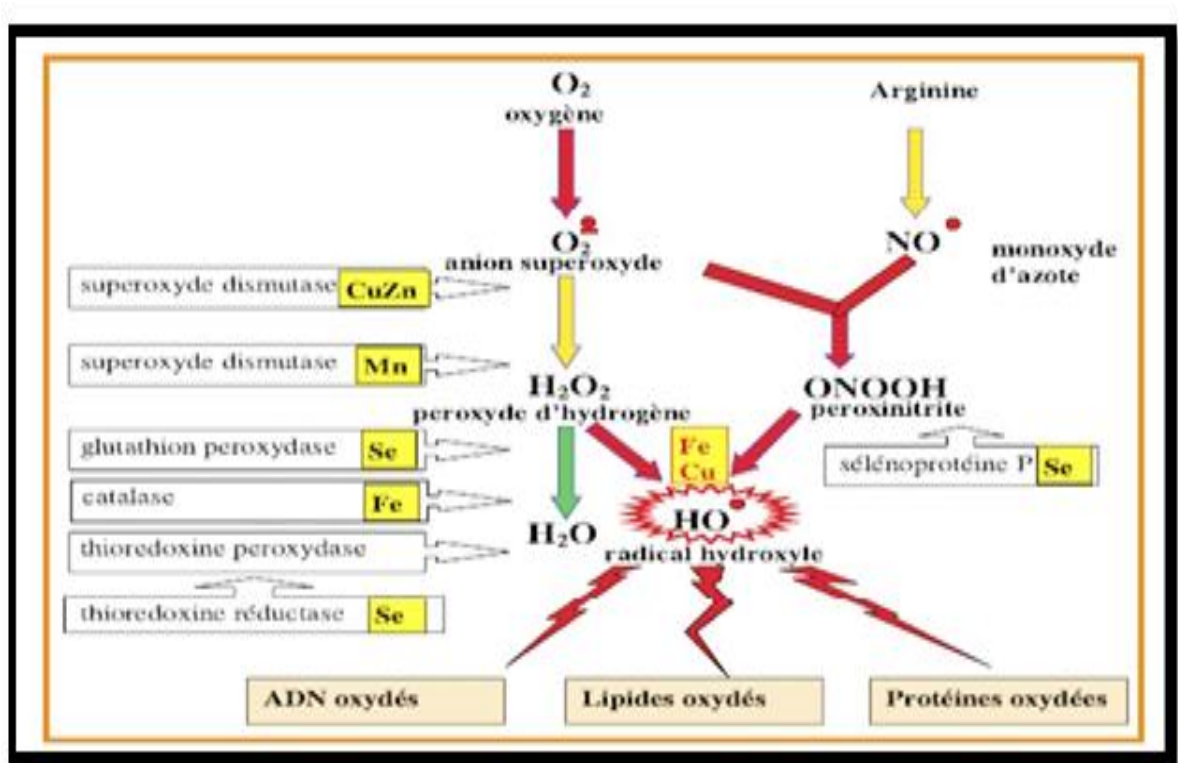 O₂
oxygène
Arginine
O₂•̲
anion superoxyde
NO•
monoxyde
d'azote
superoxyde dismutase CuZn
superoxyde dismutase Mn
H₂O₂
peroxyde d'hydrogène
ONOOH
peroxinitrite
glutathion peroxydase Se
Fe
Cu
sélénoprotéine P Se
catalase Fe
HO•
H₂O
radical hydroxyle
thioredoxine peroxydase
thioredoxine réductase Se
ADN oxydés
Lipides oxydés
Protéines oxydées